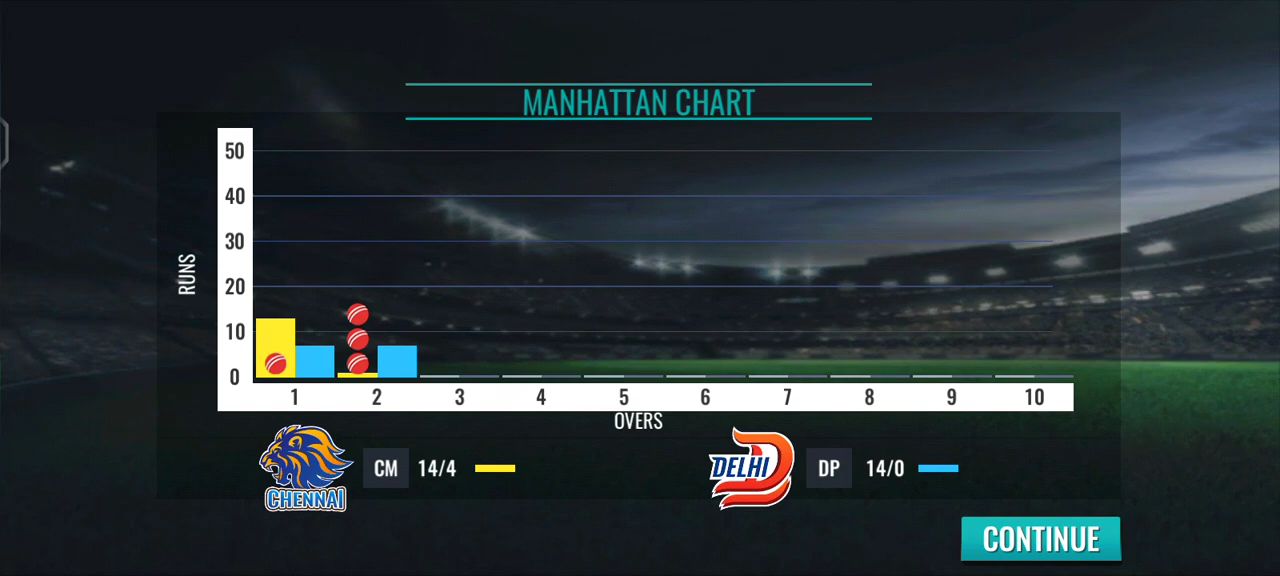 MANHATTAN CHART
50
40
30
20
10
0
RUNS
1 2 3 4 5 6 7 8 9 10
OVERS
CHENNAI CM 14/4 DELHI DP 14/0
CONTINUE